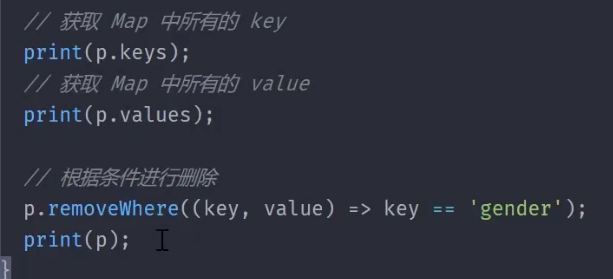 // 获取 Map 中所有的 key
print(p.keys);
// 获取 Map 中所有的 value
print(p.values);
// 根据条件进行删除
p.removeWhere((key, value) => key == 'gender');
print(p);
}